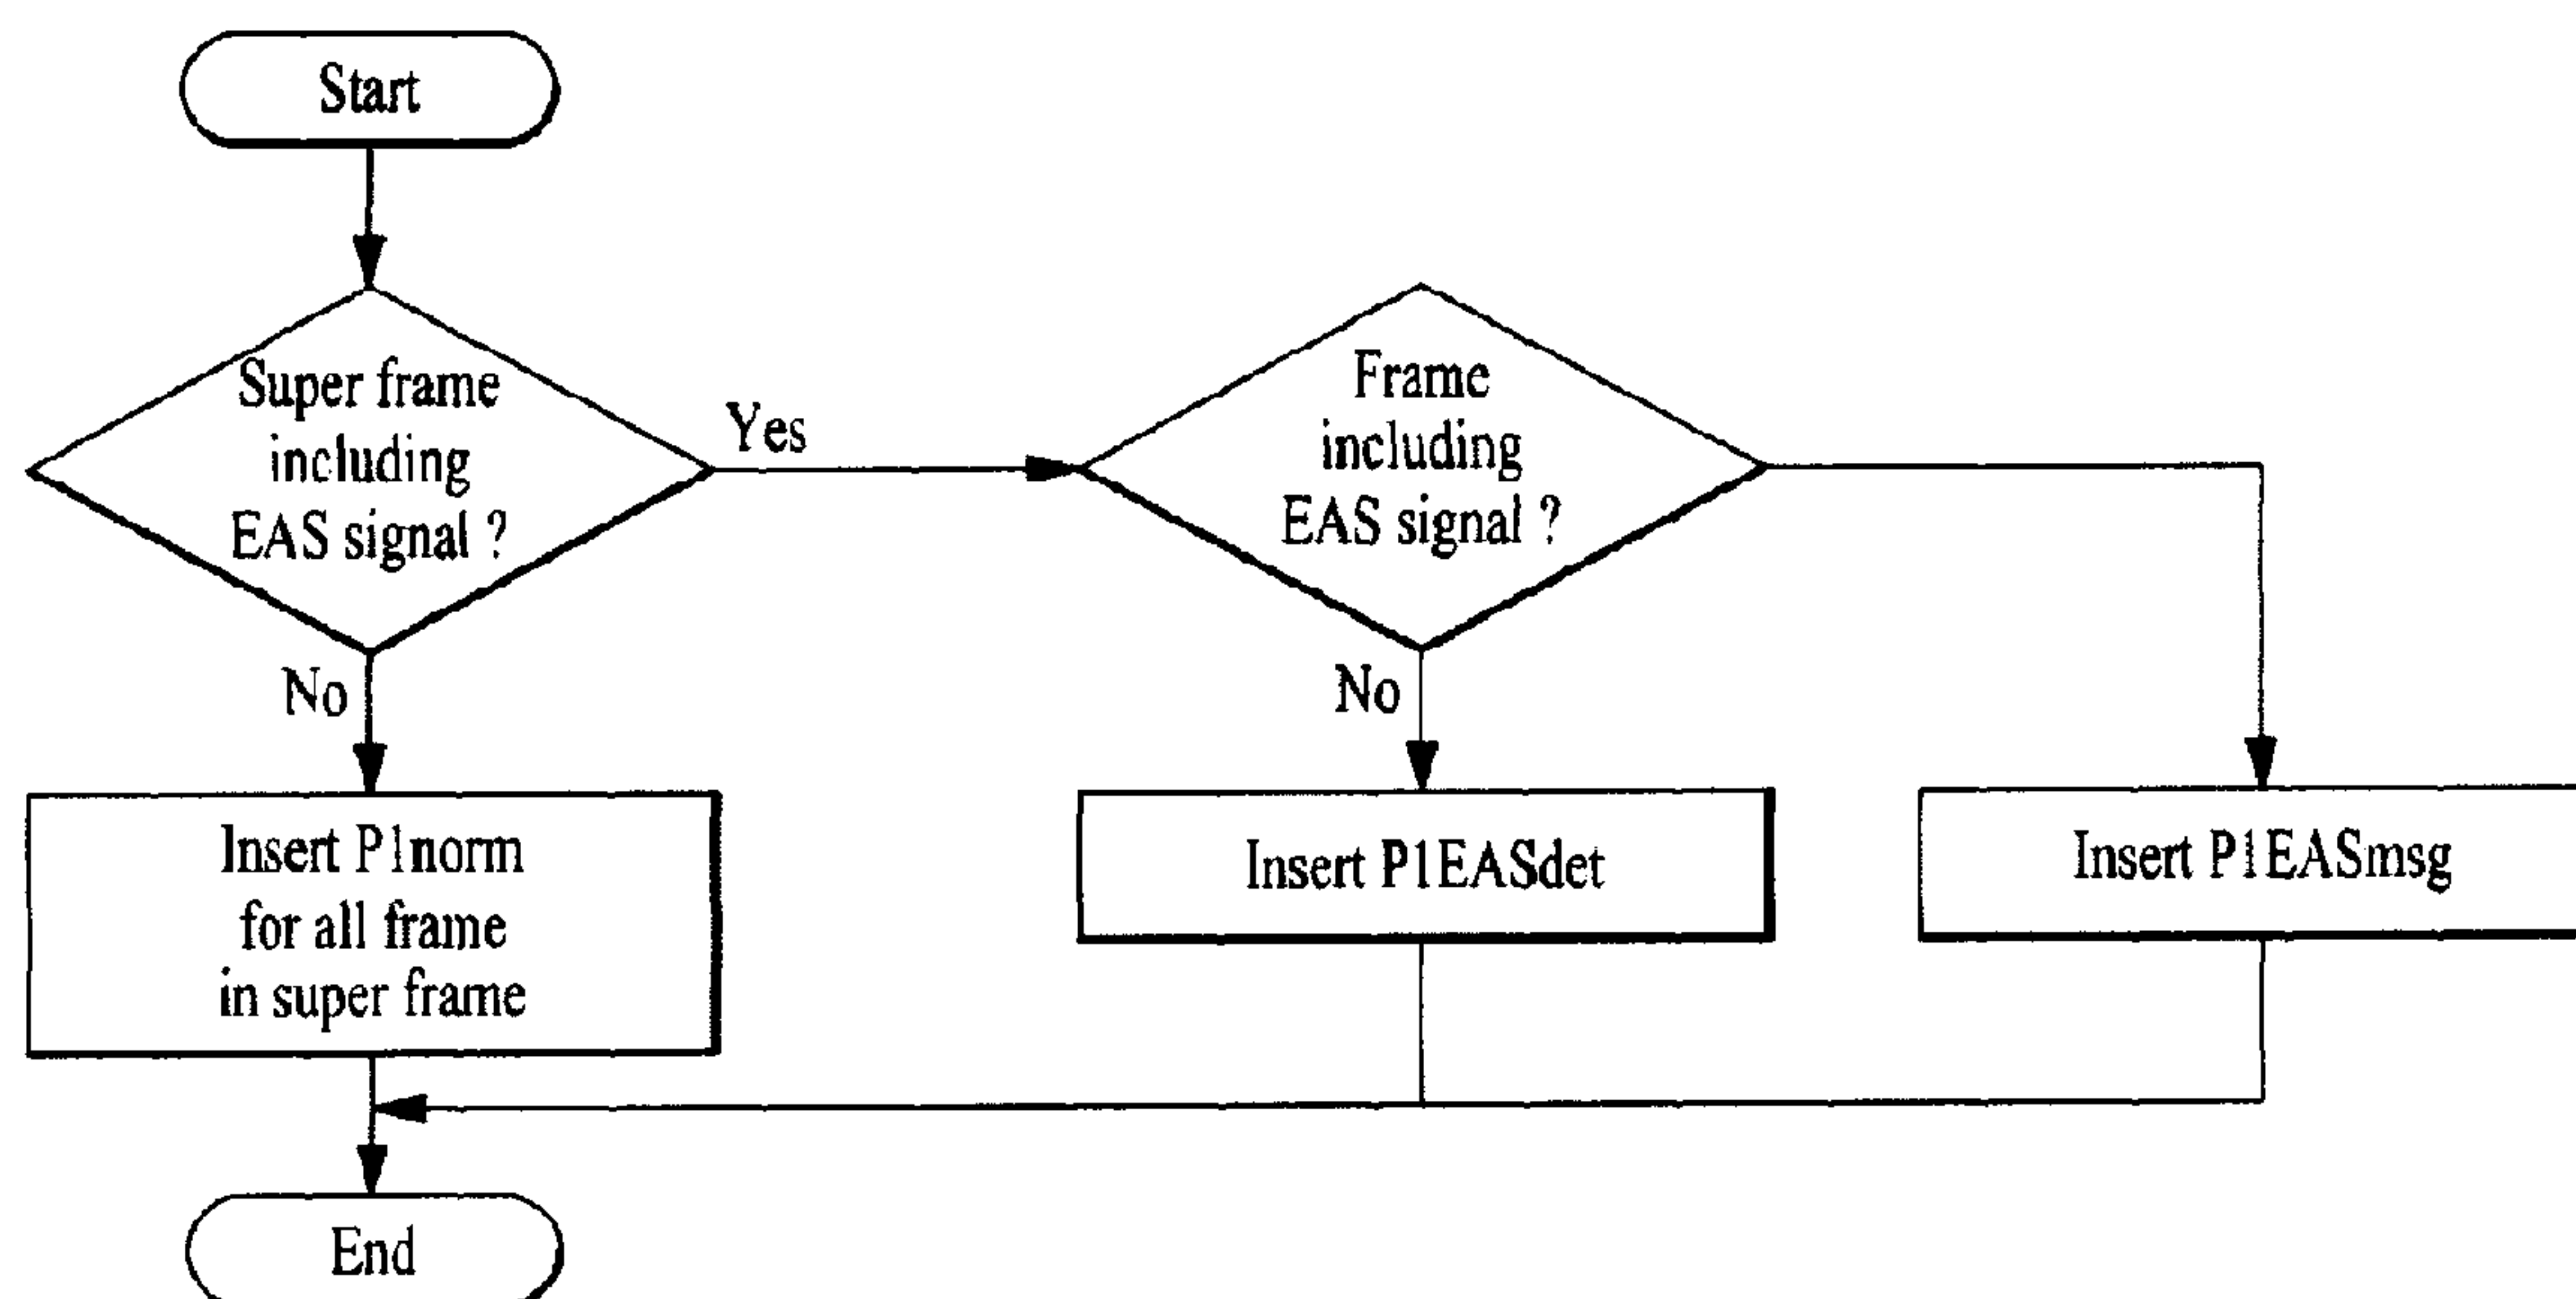 Start
Super frame
including
EAS signal ?
Yes
No
Frame
including
EAS signal ?
No
Insert P1norm
for all frame
in super frame
Insert P1EASdet
Insert P1EASmsg
End